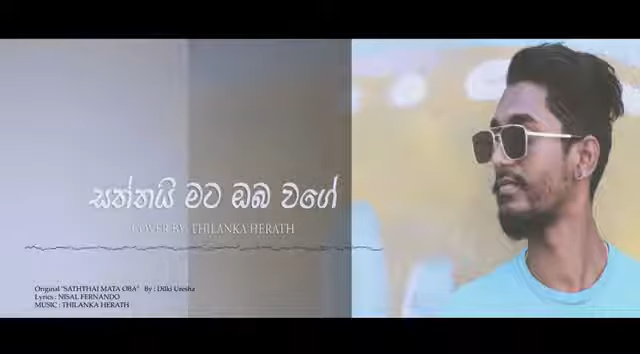 සත්තයි මට ඔබ වගේ
COVER BY: THILANKA HERATH
Original "SATHTHAI MATA OBA" By : Dilki Uresha
Lyrics : NISAL FERNANDO
MUSIC : THILANKA HERATH